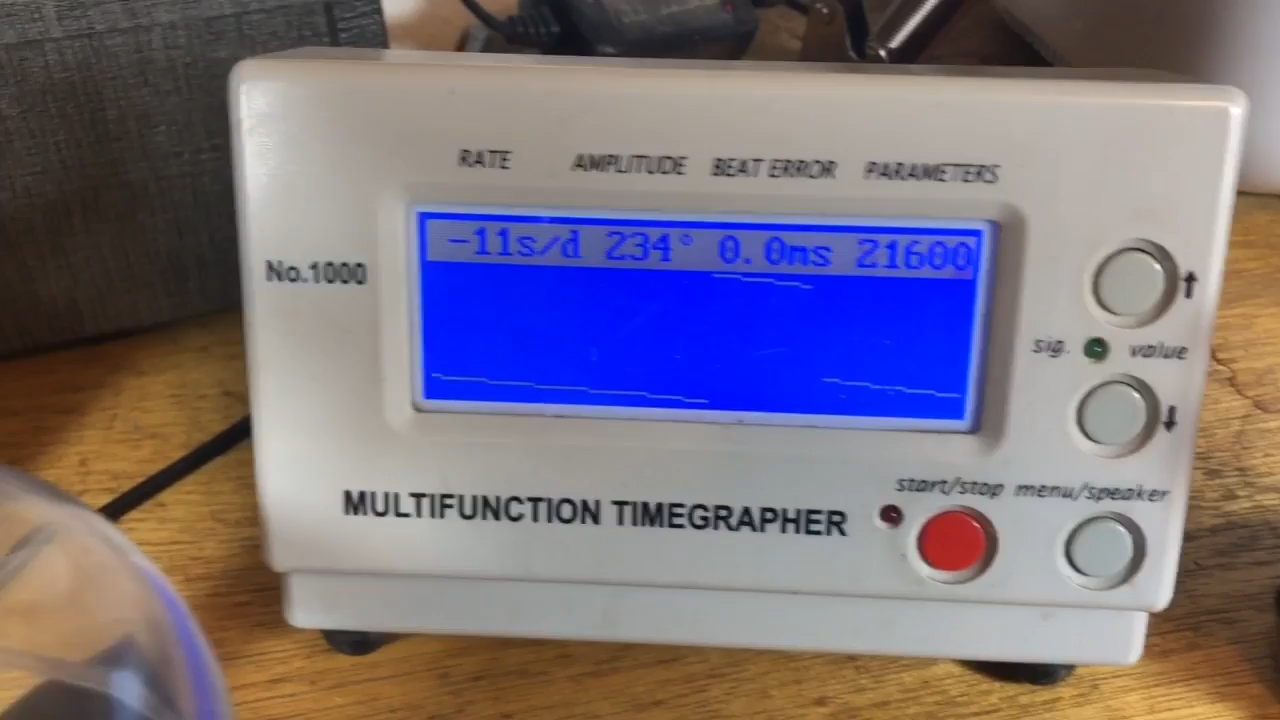 RATE AMPLITUDE BEAT ERROR PARAMETERS
-11s/d 234° 0.0ms 21600
No.1000
↑
sig. value
↓
start/stop menu/speaker
MULTIFUNCTION TIMEGRAPHER